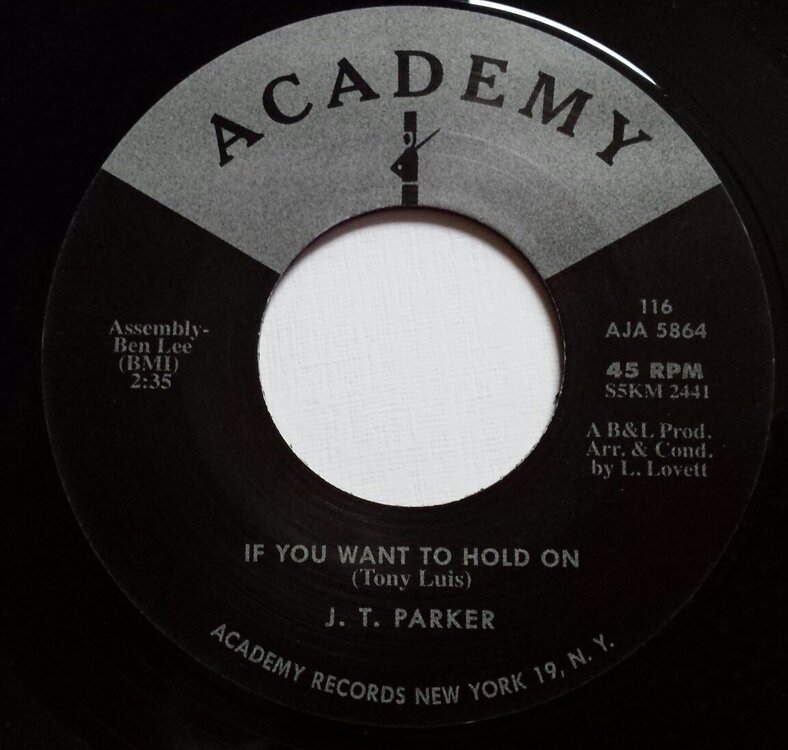 ACADEMY
Assembly-
Ben Lee
(BMI)
2:35
116
AJA 5864
45 RPM
S5KM 2441
A B&L Prod.
Arr. & Cond.
by L. Lovett
IF YOU WANT TO HOLD ON
(Tony Luis)
J. T. PARKER
ACADEMY RECORDS NEW YORK 19, N. Y.